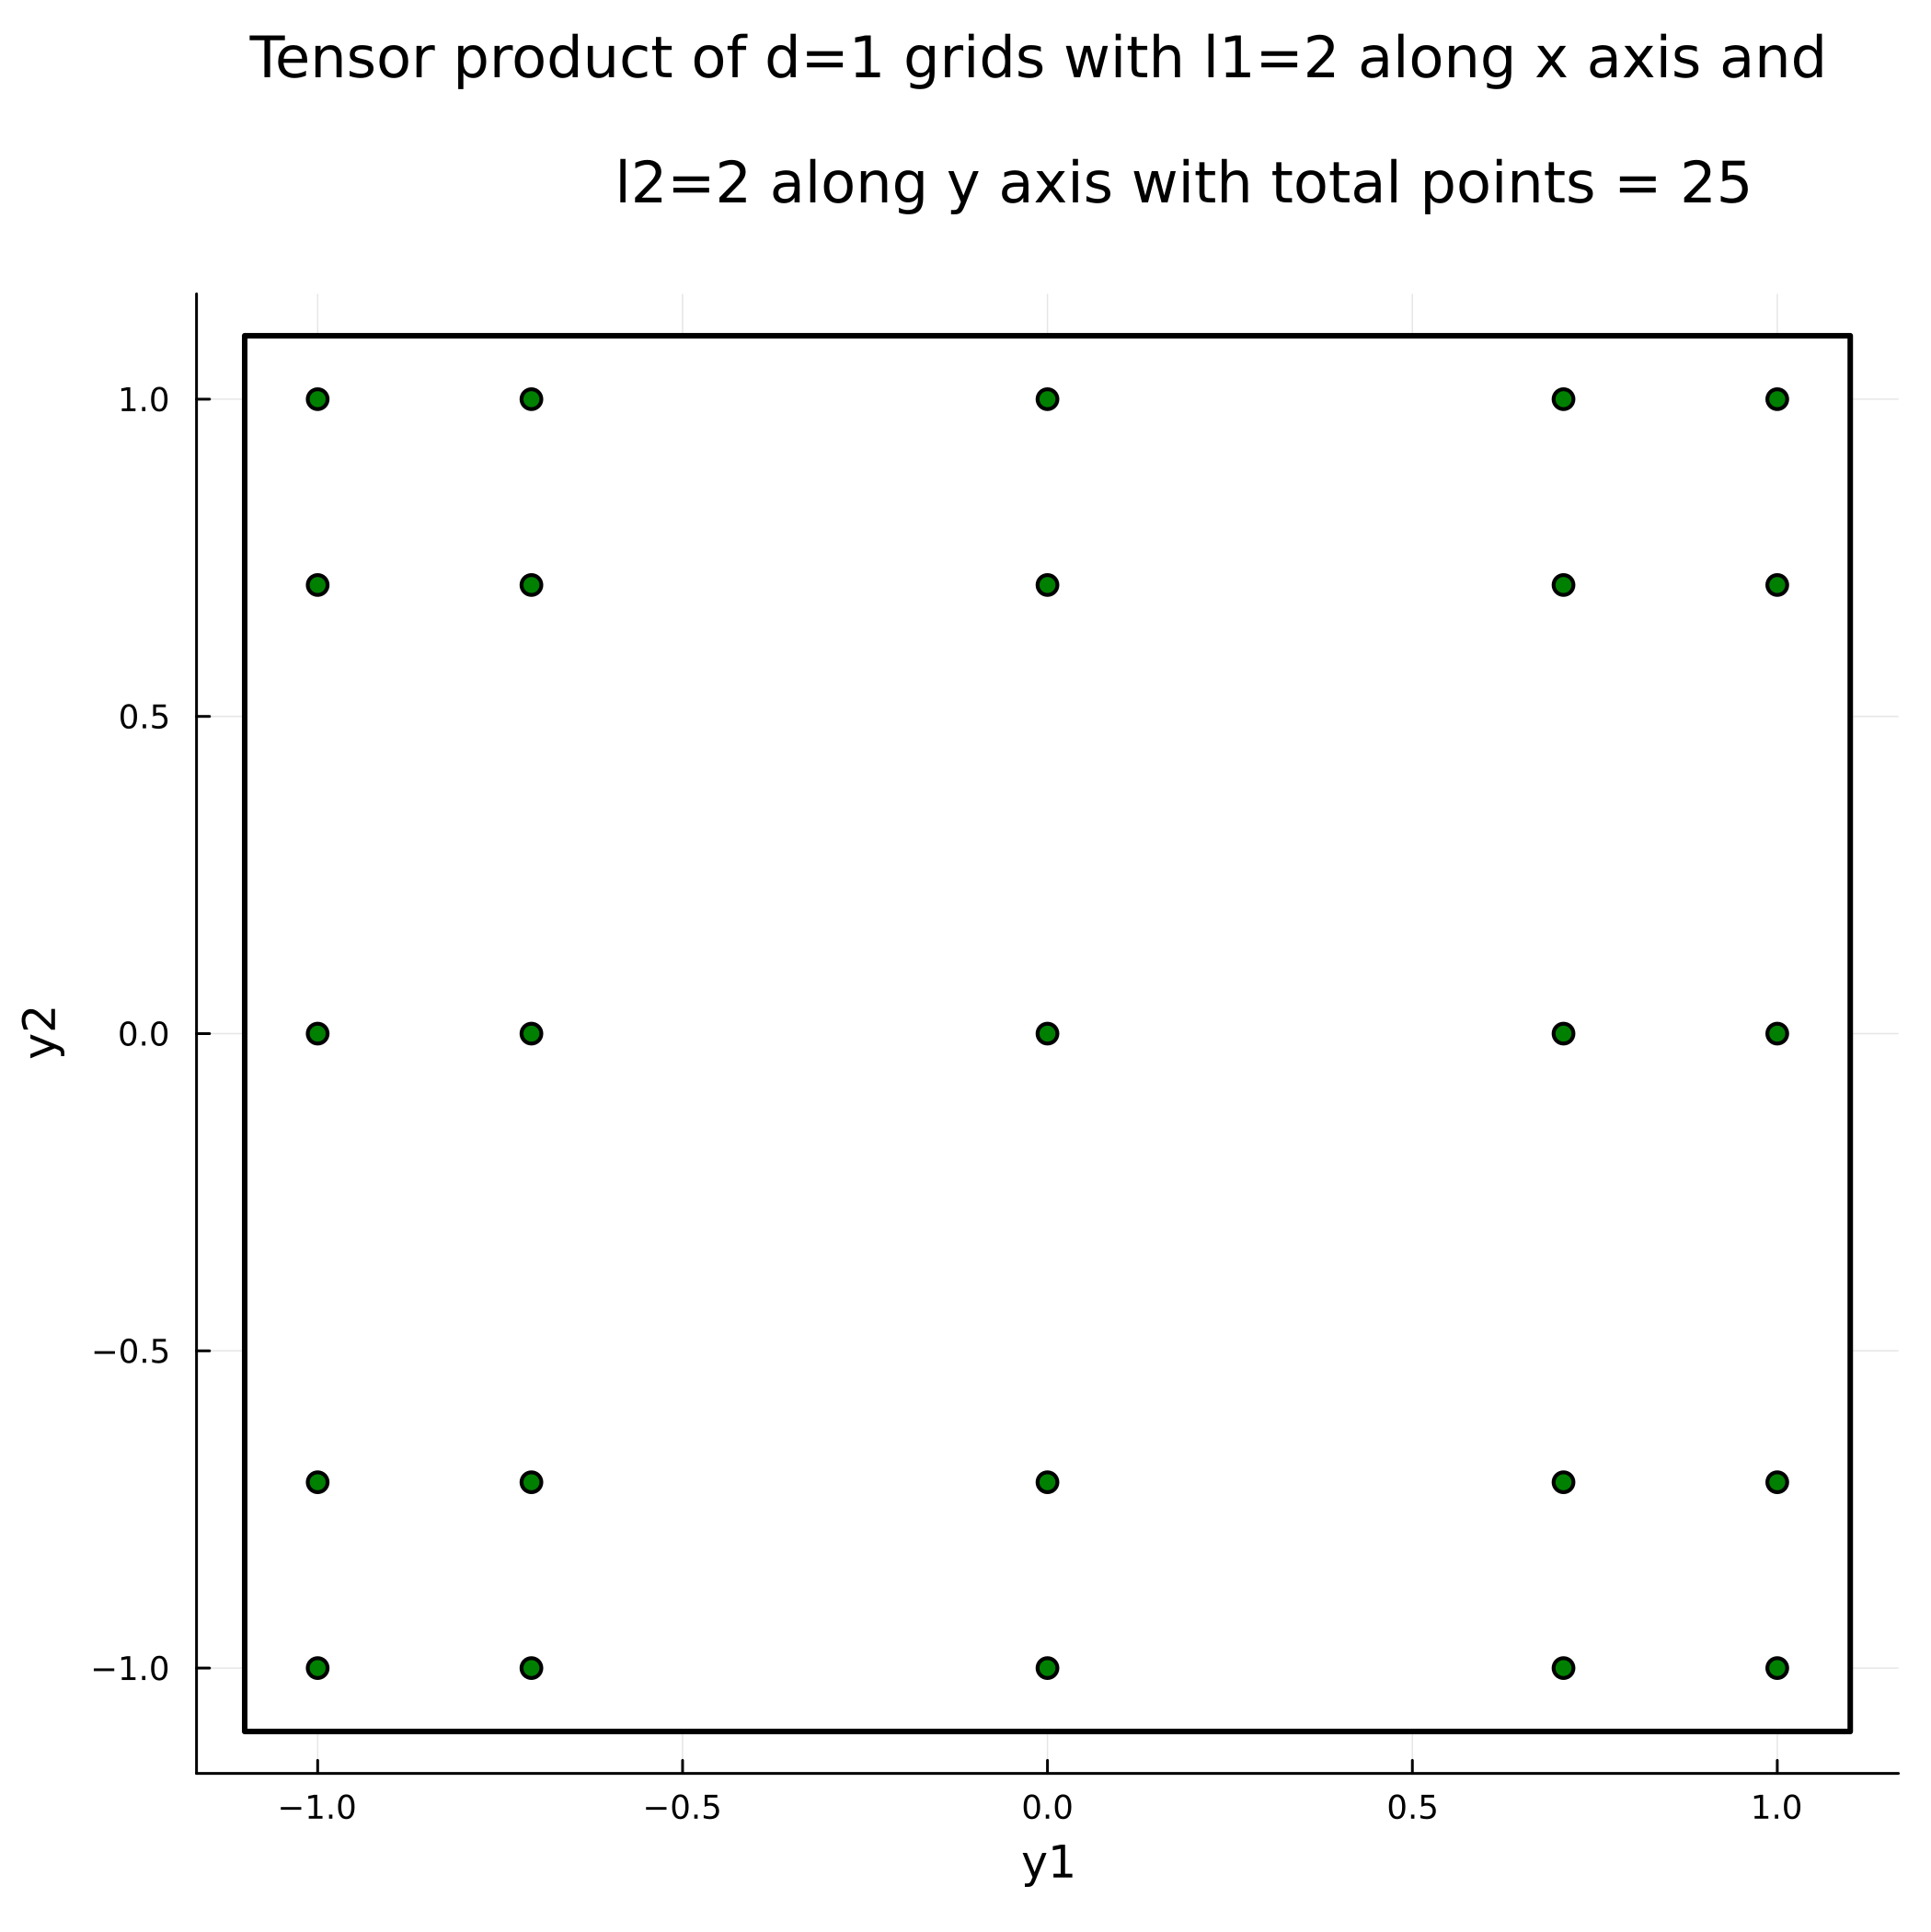 Tensor product of d=1 grids with l1=2 along x axis and
l2=2 along y axis with total points = 25
1.0
0.5
0.0
−0.5
−1.0
y2
−1.0 −0.5 0.0 0.5 1.0
y1